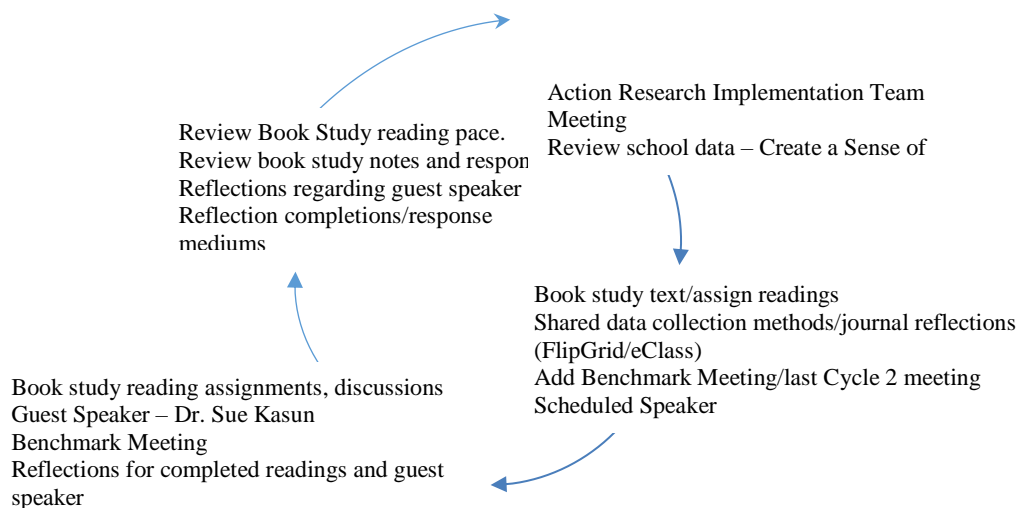 Action Research Implementation Team
Meeting
Review school data – Create a Sense of
Book study text/assign readings
Shared data collection methods/journal reflections
(FlipGrid/eClass)
Add Benchmark Meeting/last Cycle 2 meeting
Scheduled Speaker
Book study reading assignments, discussions
Guest Speaker – Dr. Sue Kasun
Benchmark Meeting
Reflections for completed readings and guest
speaker
Review Book Study reading pace.
Review book study notes and respon
Reflections regarding guest speaker
Reflection completions/response
mediums